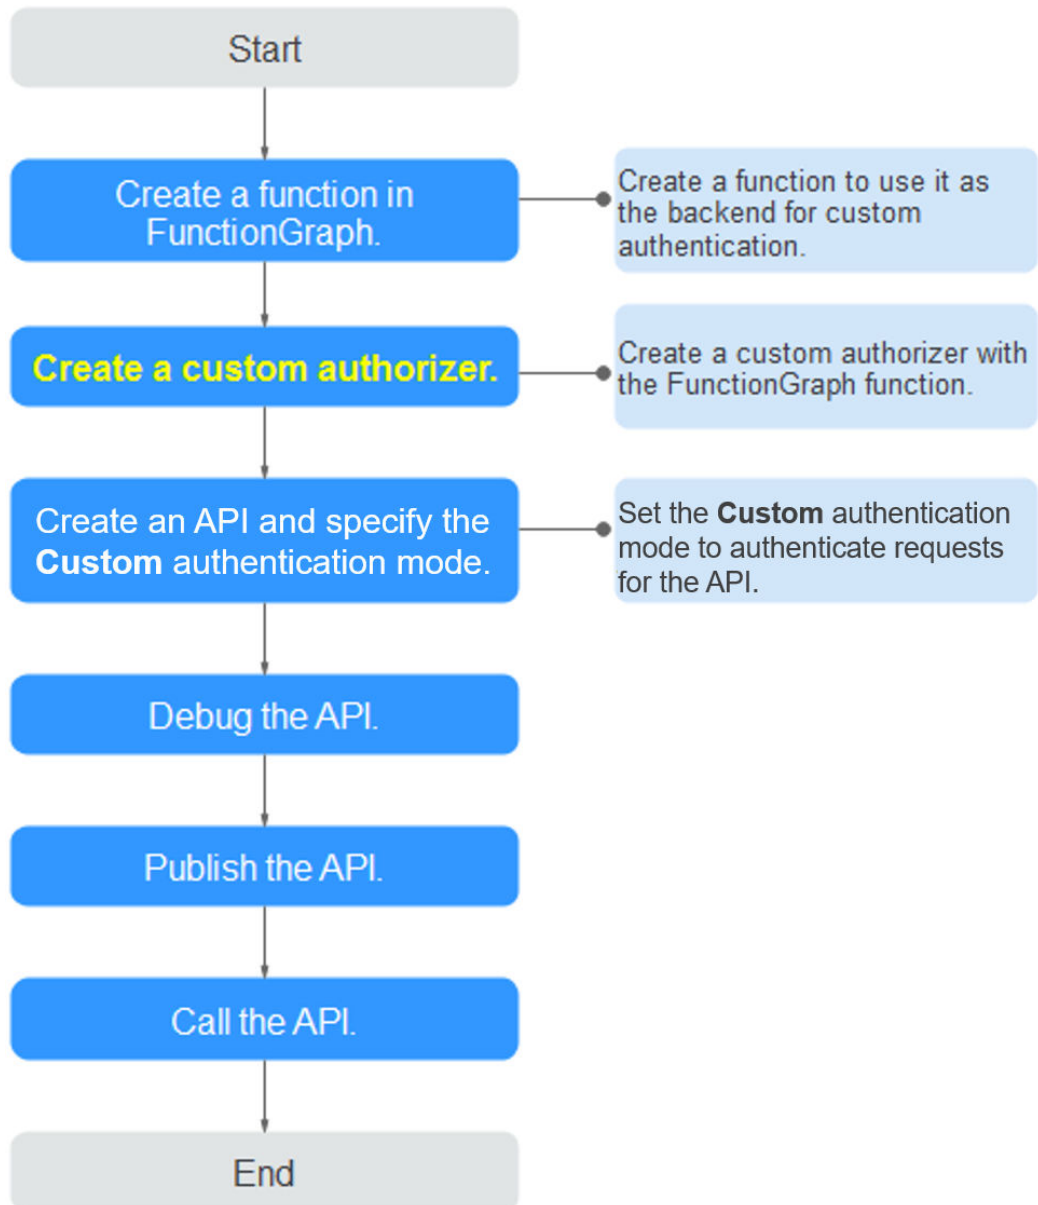 Start
Create a function in
FunctionGraph.
Create a function to use it as
the backend for custom
authentication.
Create a custom authorizer.
Create a custom authorizer with
the FunctionGraph function.
Create an API and specify the
Custom authentication mode.
Set the Custom authentication
mode to authenticate requests
for the API.
Debug the API.
Publish the API.
Call the API.
End